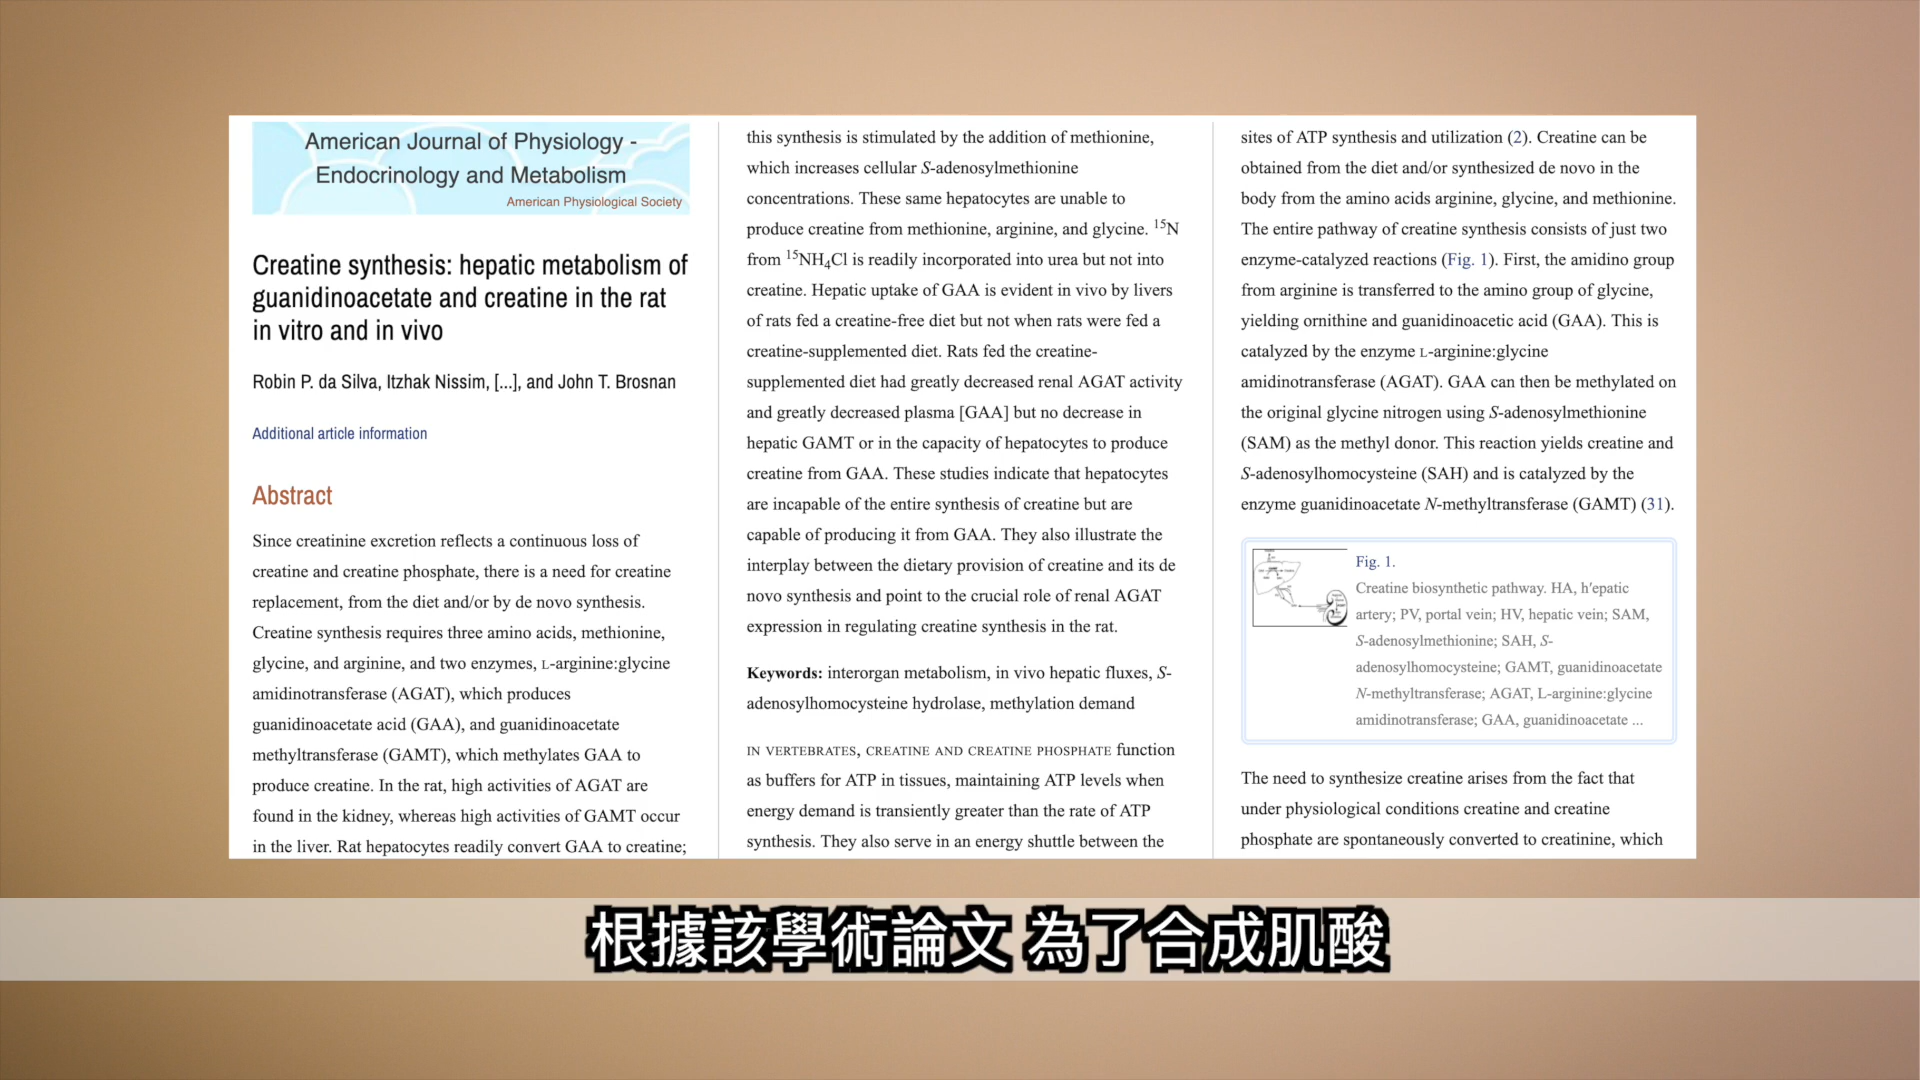 American Journal of Physiology -
Endocrinology and Metabolism
American Physiological Society
Creatine synthesis: hepatic metabolism of
guanidinoacetate and creatine in the rat
in vitro and in vivo
Robin P. da Silva, Itzhak Nissim, [...], and John T. Brosnan
Additional article information
Abstract
Since creatinine excretion reflects a continuous loss of
creatine and creatine phosphate, there is a need for creatine
replacement, from the diet and/or by de novo synthesis.
Creatine synthesis requires three amino acids, methionine,
glycine, and arginine, and two enzymes, L-arginine:glycine
amidinotransferase (AGAT), which produces
guanidinoacetate acid (GAA), and guanidinoacetate
methyltransferase (GAMT), which methylates GAA to
produce creatine. In the rat, high activities of AGAT are
found in the kidney, whereas high activities of GAMT occur
in the liver. Rat hepatocytes readily convert GAA to creatine;
this synthesis is stimulated by the addition of methionine,
which increases cellular S-adenosylmethionine
concentrations. These same hepatocytes are unable to
produce creatine from methionine, arginine, and glycine. ¹⁵N
from ¹⁵NH₄Cl is readily incorporated into urea but not into
creatine. Hepatic uptake of GAA is evident in vivo by livers
of rats fed a creatine-free diet but not when rats were fed a
creatine-supplemented diet. Rats fed the creatine-
supplemented diet had greatly decreased renal AGAT activity
and greatly decreased plasma [GAA] but no decrease in
hepatic GAMT or in the capacity of hepatocytes to produce
creatine from GAA. These studies indicate that hepatocytes
are incapable of the entire synthesis of creatine but are
capable of producing it from GAA. They also illustrate the
interplay between the dietary provision of creatine and its de
novo synthesis and point to the crucial role of renal AGAT
expression in regulating creatine synthesis in the rat.
Keywords: interorgan metabolism, in vivo hepatic fluxes, S-
adenosylhomocysteine hydrolase, methylation demand
IN VERTEBRATES, CREATINE AND CREATINE PHOSPHATE function
as buffers for ATP in tissues, maintaining ATP levels when
energy demand is transiently greater than the rate of ATP
synthesis. They also serve in an energy shuttle between the
sites of ATP synthesis and utilization (2). Creatine can be
obtained from the diet and/or synthesized de novo in the
body from the amino acids arginine, glycine, and methionine.
The entire pathway of creatine synthesis consists of just two
enzyme-catalyzed reactions (Fig. 1). First, the amidino group
from arginine is transferred to the amino group of glycine,
yielding ornithine and guanidinoacetic acid (GAA). This is
catalyzed by the enzyme L-arginine:glycine
amidinotransferase (AGAT). GAA can then be methylated on
the original glycine nitrogen using S-adenosylmethionine
(SAM) as the methyl donor. This reaction yields creatine and
S-adenosylhomocysteine (SAH) and is catalyzed by the
enzyme guanidinoacetate N-methyltransferase (GAMT) (31).
Fig. 1.
Creatine biosynthetic pathway. HA, h′epatic
artery; PV, portal vein; HV, hepatic vein; SAM,
S-adenosylmethionine; SAH, S-
adenosylhomocysteine; GAMT, guanidinoacetate
N-methyltransferase; AGAT, L-arginine:glycine
amidinotransferase; GAA, guanidinoacetate ...
The need to synthesize creatine arises from the fact that
under physiological conditions creatine and creatine
phosphate are spontaneously converted to creatinine, which
根據該學術論文 為了合成肌酸